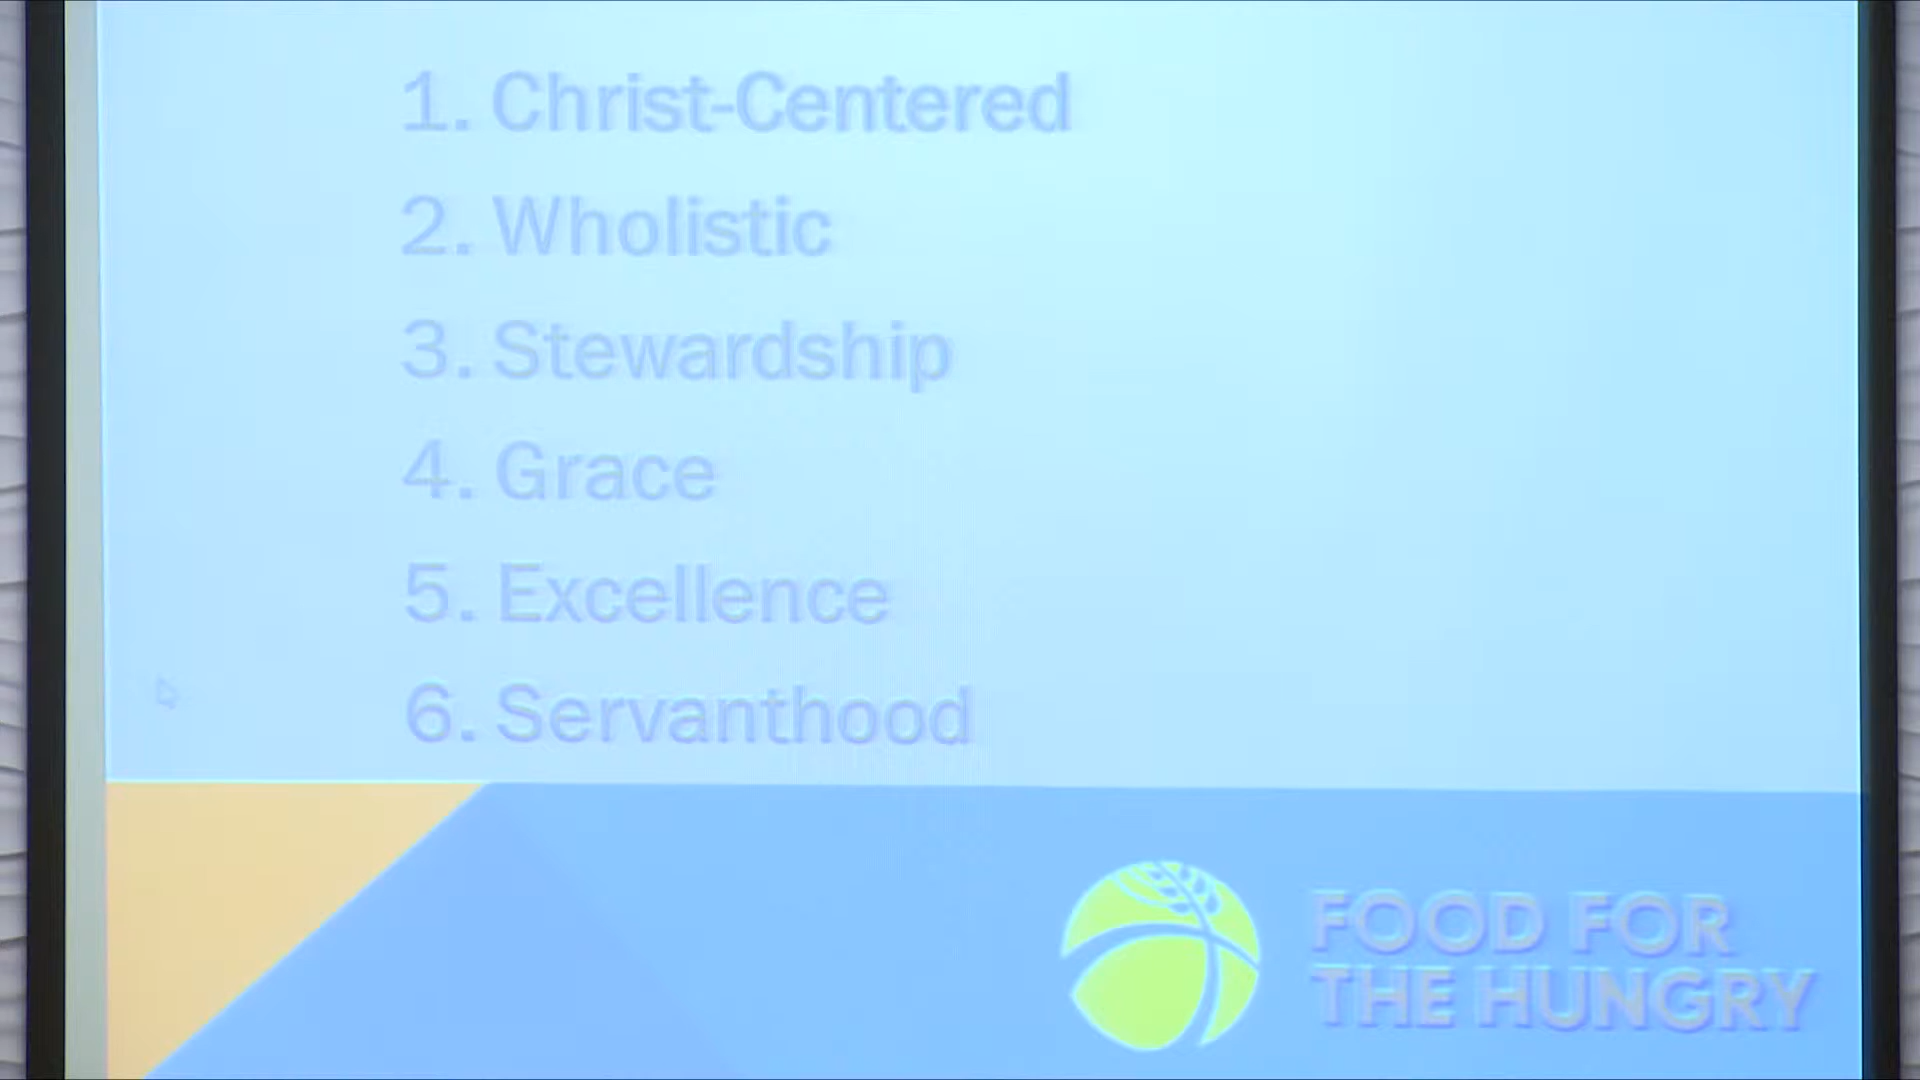 1. Christ-Centered
2. Wholistic
3. Stewardship
4. Grace
5. Excellence
6. Servanthood
FOOD FOR
THE HUNGRY